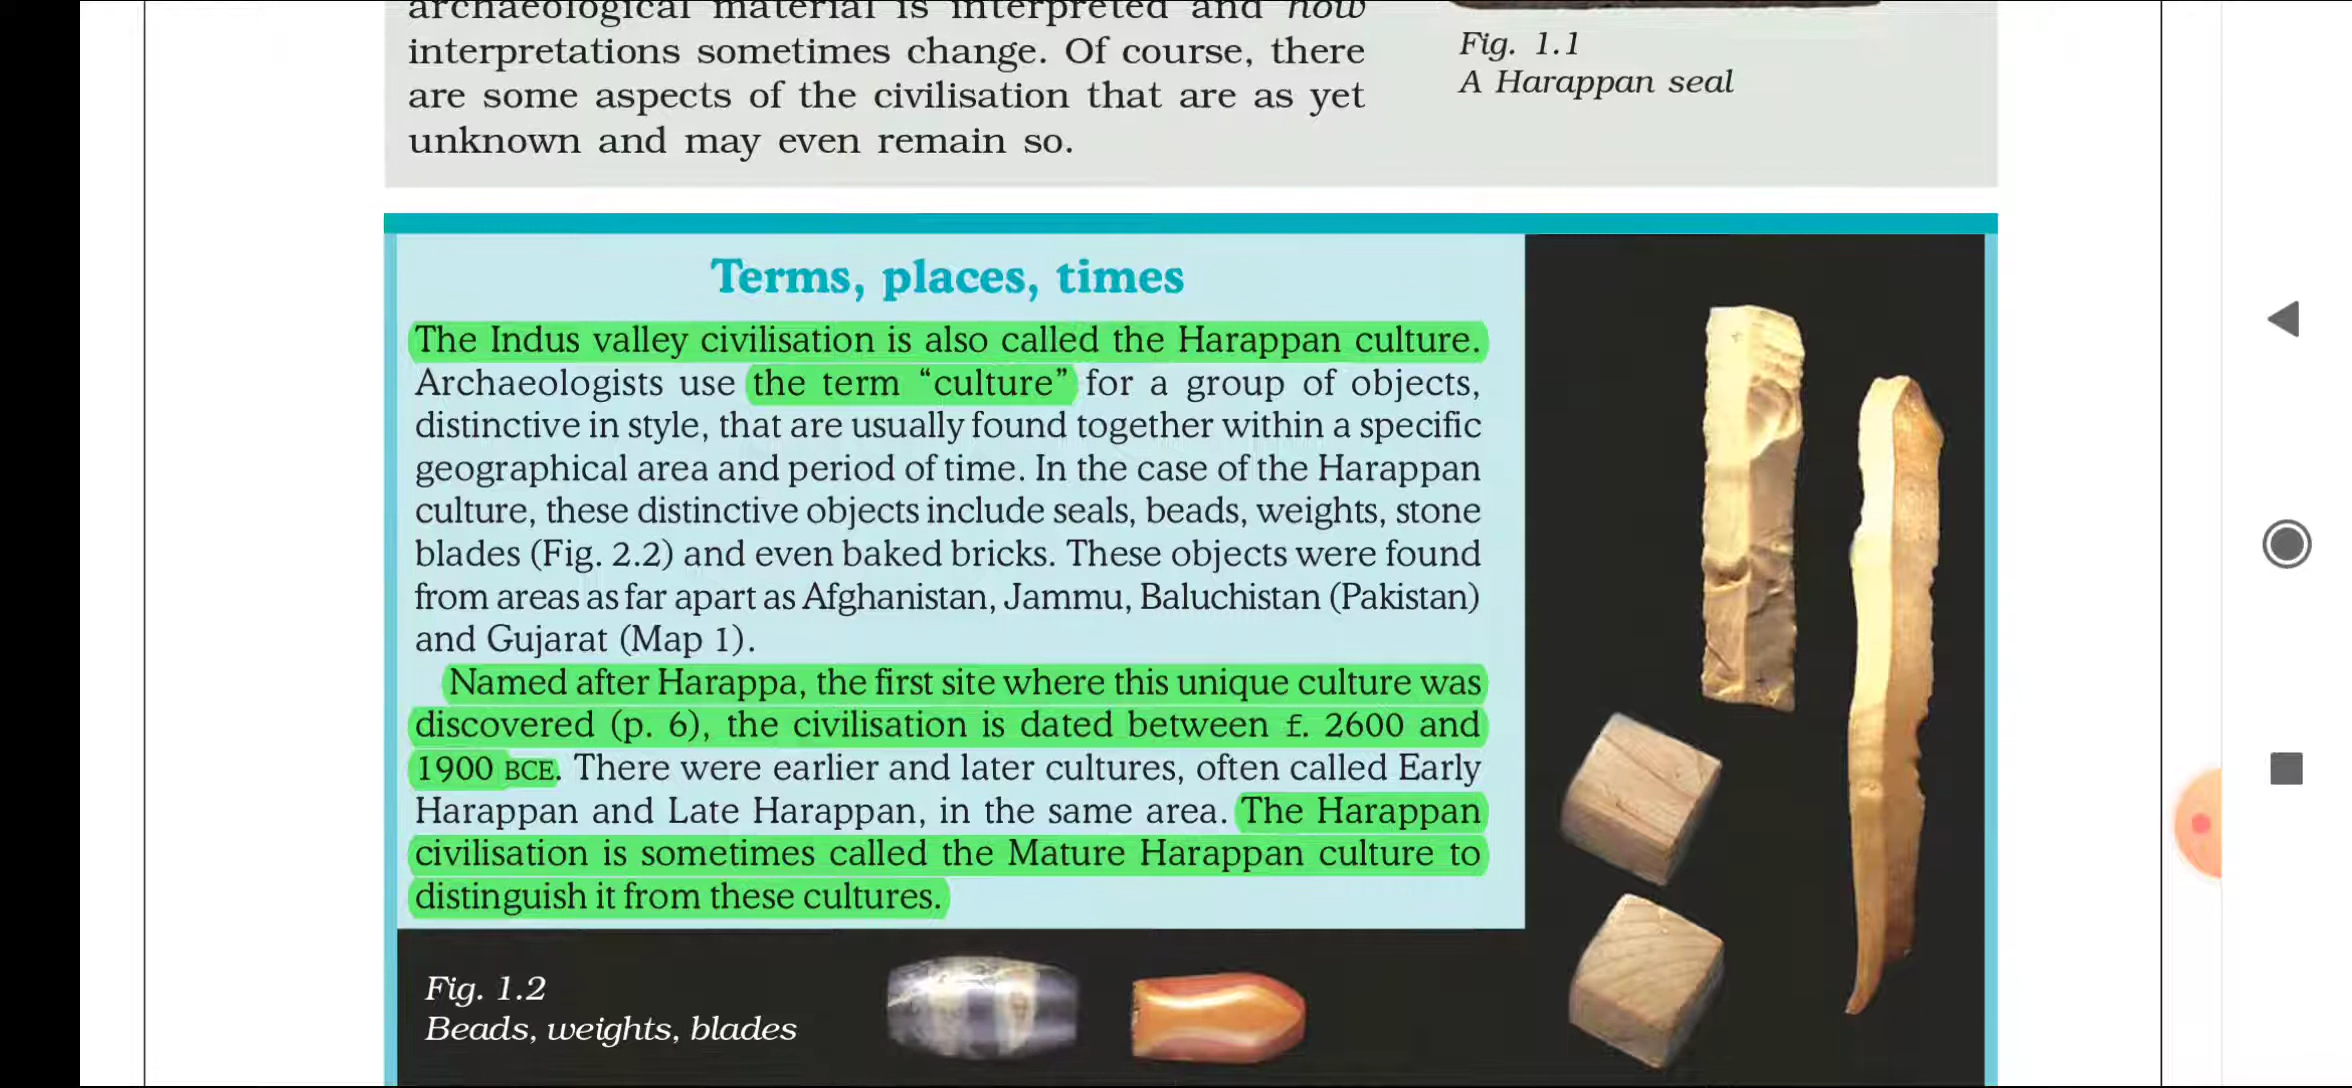 archaeological material is interpreted and how
interpretations sometimes change. Of course, there
are some aspects of the civilisation that are as yet
unknown and may even remain so.
Fig. 1.1
A Harappan seal
Terms, places, times
The Indus valley civilisation is also called the Harappan culture.
Archaeologists use the term “culture” for a group of objects,
distinctive in style, that are usually found together within a specific
geographical area and period of time. In the case of the Harappan
culture, these distinctive objects include seals, beads, weights, stone
blades (Fig. 2.2) and even baked bricks. These objects were found
from areas as far apart as Afghanistan, Jammu, Baluchistan (Pakistan)
and Gujarat (Map 1).
Named after Harappa, the first site where this unique culture was
discovered (p. 6), the civilisation is dated between £. 2600 and
1900 BCE. There were earlier and later cultures, often called Early
Harappan and Late Harappan, in the same area. The Harappan
civilisation is sometimes called the Mature Harappan culture to
distinguish it from these cultures.
Fig. 1.2
Beads, weights, blades